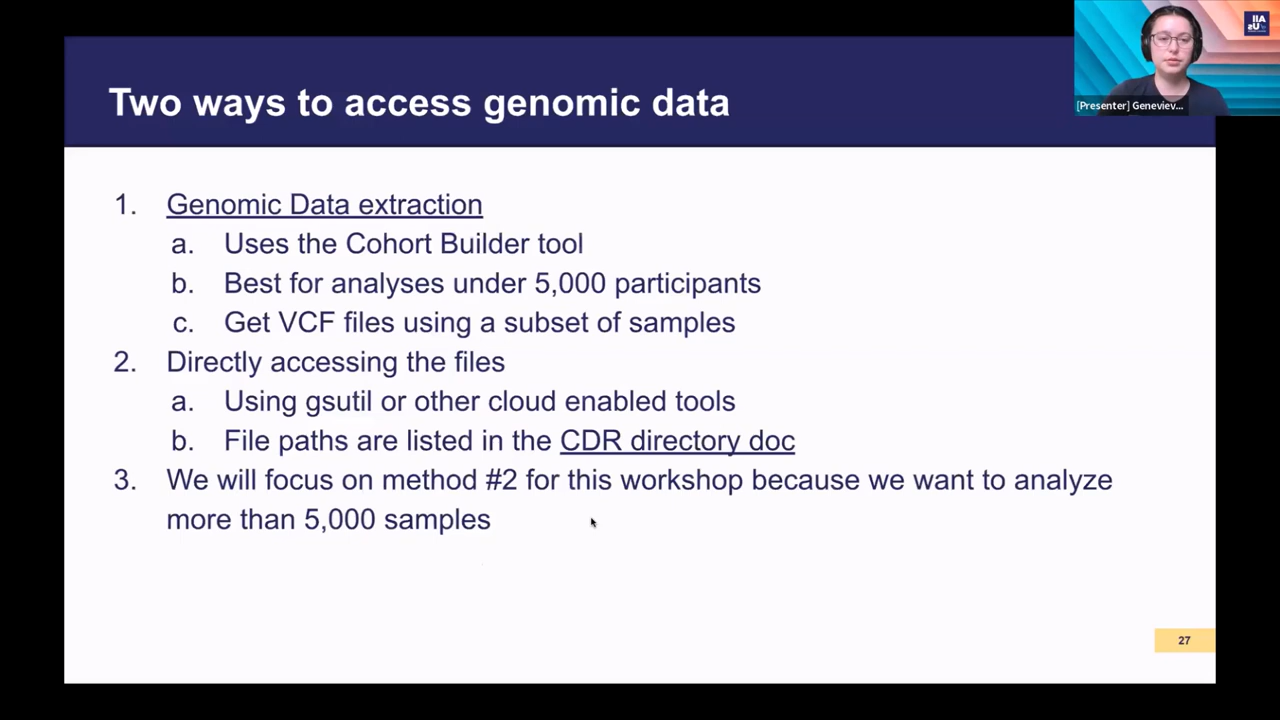 Two ways to access genomic data
[Presenter] Geneviev...
1. Genomic Data extraction
a. Uses the Cohort Builder tool
b. Best for analyses under 5,000 participants
c. Get VCF files using a subset of samples
2. Directly accessing the files
a. Using gsutil or other cloud enabled tools
b. File paths are listed in the CDR directory doc
3. We will focus on method #2 for this workshop because we want to analyze
more than 5,000 samples
27